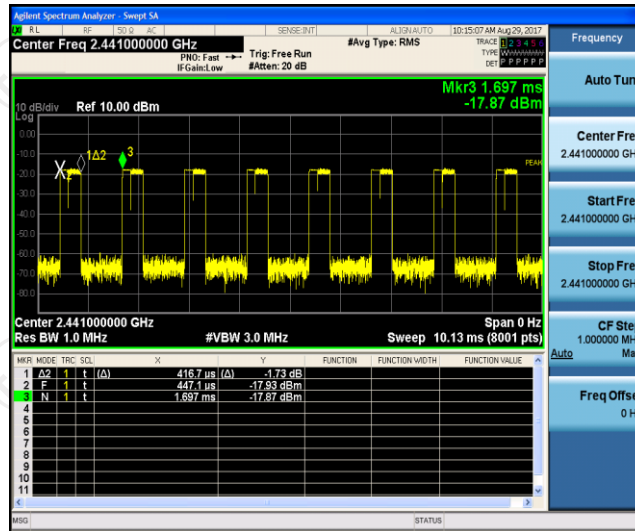 Agilent Spectrum Analyzer - Swept SA
RL RF 50 Ω AC SENSE:INT ALIGN AUTO 10:15:07 AM Aug 29, 2017
Center Freq 2.441000000 GHz
PNO: Fast
IFGain:Low
Trig: Free Run
#Atten: 20 dB
#Avg Type: RMS
TRACE 1 2 3 4 5 6
TYPE
DET P P P P P P
Mkr3 1.697 ms
-17.87 dBm
10 dB/div Ref 10.00 dBm
Log
0.00
-10.0
-20.0
-30.0
-40.0
-50.0
-60.0
-70.0
-80.0
X2
1Δ2
3
PEAK
Center 2.441000000 GHz Span 0 Hz
Res BW 1.0 MHz #VBW 3.0 MHz Sweep 10.13 ms (8001 pts)
MKR MODE TRC SCL X Y FUNCTION FUNCTION WIDTH FUNCTION VALUE
1 Δ2 1 t (Δ) 416.7 us (Δ) -1.73 dB
2 F 1 t 447.1 us -17.93 dBm
3 N 1 t 1.697 ms -17.87 dBm
4
5
6
7
8
9
10
11
MSG STATUS
Frequency
Auto Tun
Center Fre
2.441000000 GH
Start Fre
2.441000000 GH
Stop Fre
2.441000000 GH
CF Ste
1.000000 MH
Auto Ma
Freq Offse
0 H